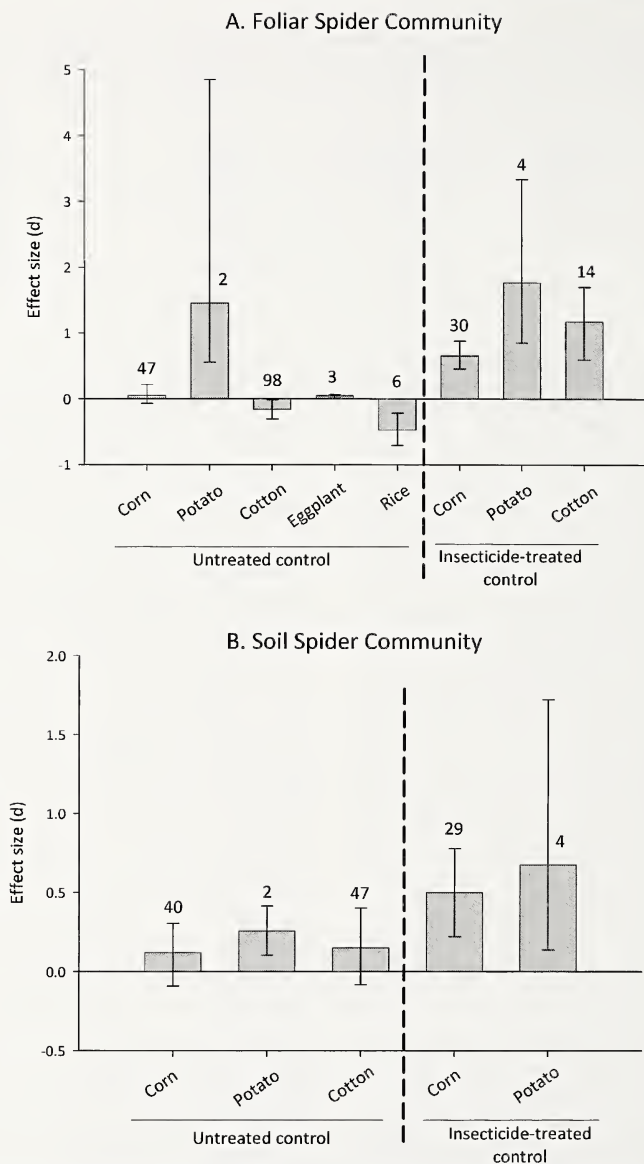 A. Foliar Spider Community
5
4
3
2
1
0
-1
Effect size (d)
47
2
98
3
6
30
4
14
Corn
Potato
Cotton
Eggplant
Rice
Corn
Potato
Cotton
Untreated control
Insecticide-treated
control
B. Soil Spider Community
2.0
1.5
1.0
0.5
0.0
-0.5
Effect size (d)
40
2
47
29
4
Corn
Potato
Cotton
Corn
Potato
Untreated control
Insecticide-treated
control